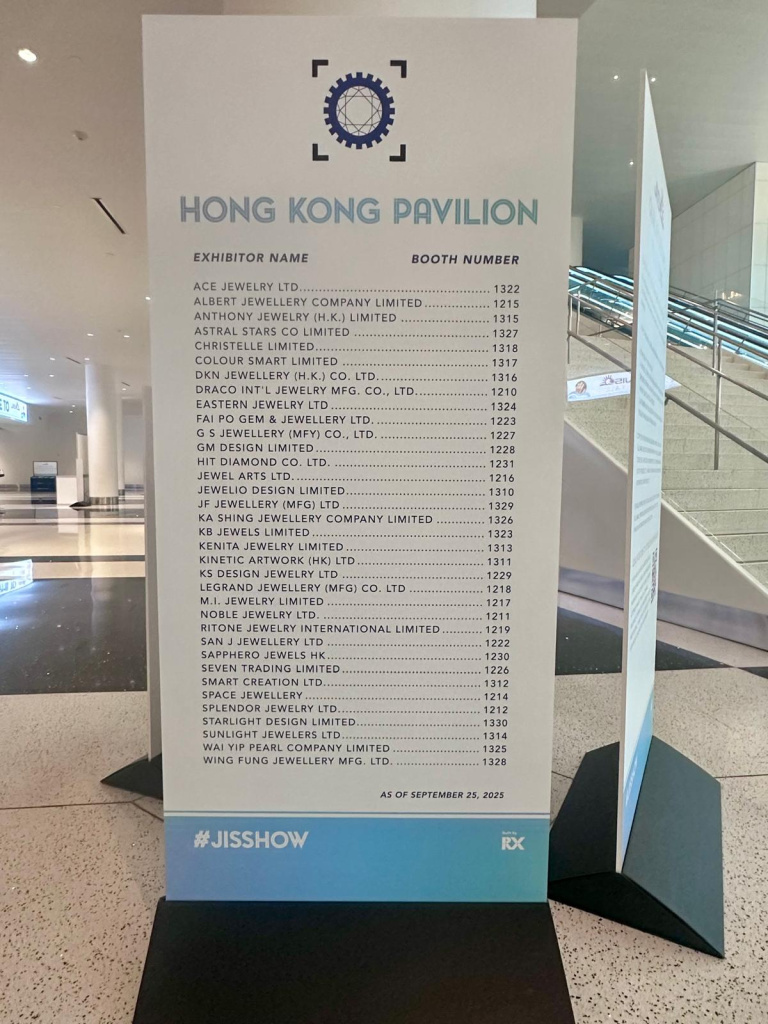 HONG KONG PAVILION
EXHIBITOR NAME BOOTH NUMBER
ACE JEWELRY LTD. 1322
ALBERT JEWELLERY COMPANY LIMITED 1215
ANTHONY JEWELRY (H.K.) LIMITED 1315
ASTRAL STARS CO LIMITED 1327
CHRISTELLE LIMITED 1318
COLOUR SMART LIMITED 1317
DKN JEWELLERY (H.K.) CO. LTD. 1316
DRACO INT'L JEWELRY MFG. CO., LTD. 1210
EASTERN JEWELRY LTD 1324
FAI PO GEM & JEWELLERY LTD. 1223
G S JEWELLERY (MFY) CO., LTD. 1227
GM DESIGN LIMITED 1228
HIT DIAMOND CO. LTD. 1231
JEWEL ARTS LTD. 1216
JEWELIO DESIGN LIMITED 1310
JF JEWELLERY (MFG) LTD 1329
KA SHING JEWELLERY COMPANY LIMITED 1326
KB JEWELS LIMITED 1323
KENITA JEWELRY LIMITED 1313
KINETIC ARTWORK (HK) LTD 1311
KS DESIGN JEWELRY LTD 1229
LEGRAND JEWELLERY (MFG) CO. LTD 1218
M.I. JEWELRY LIMITED 1217
NOBLE JEWELRY LTD. 1211
RITONE JEWELRY INTERNATIONAL LIMITED 1219
SAN J JEWELLERY LTD 1222
SAPPHERO JEWELS HK 1230
SEVEN TRADING LIMITED 1226
SMART CREATION LTD. 1312
SPACE JEWELLERY 1214
SPLENDOR JEWELRY LTD. 1212
STARLIGHT DESIGN LIMITED 1330
SUNLIGHT JEWELERS LTD 1314
WAI YIP PEARL COMPANY LIMITED 1325
WING FUNG JEWELLERY MFG. LTD. 1328
AS OF SEPTEMBER 25, 2025
#JISSHOW
Built by
RX